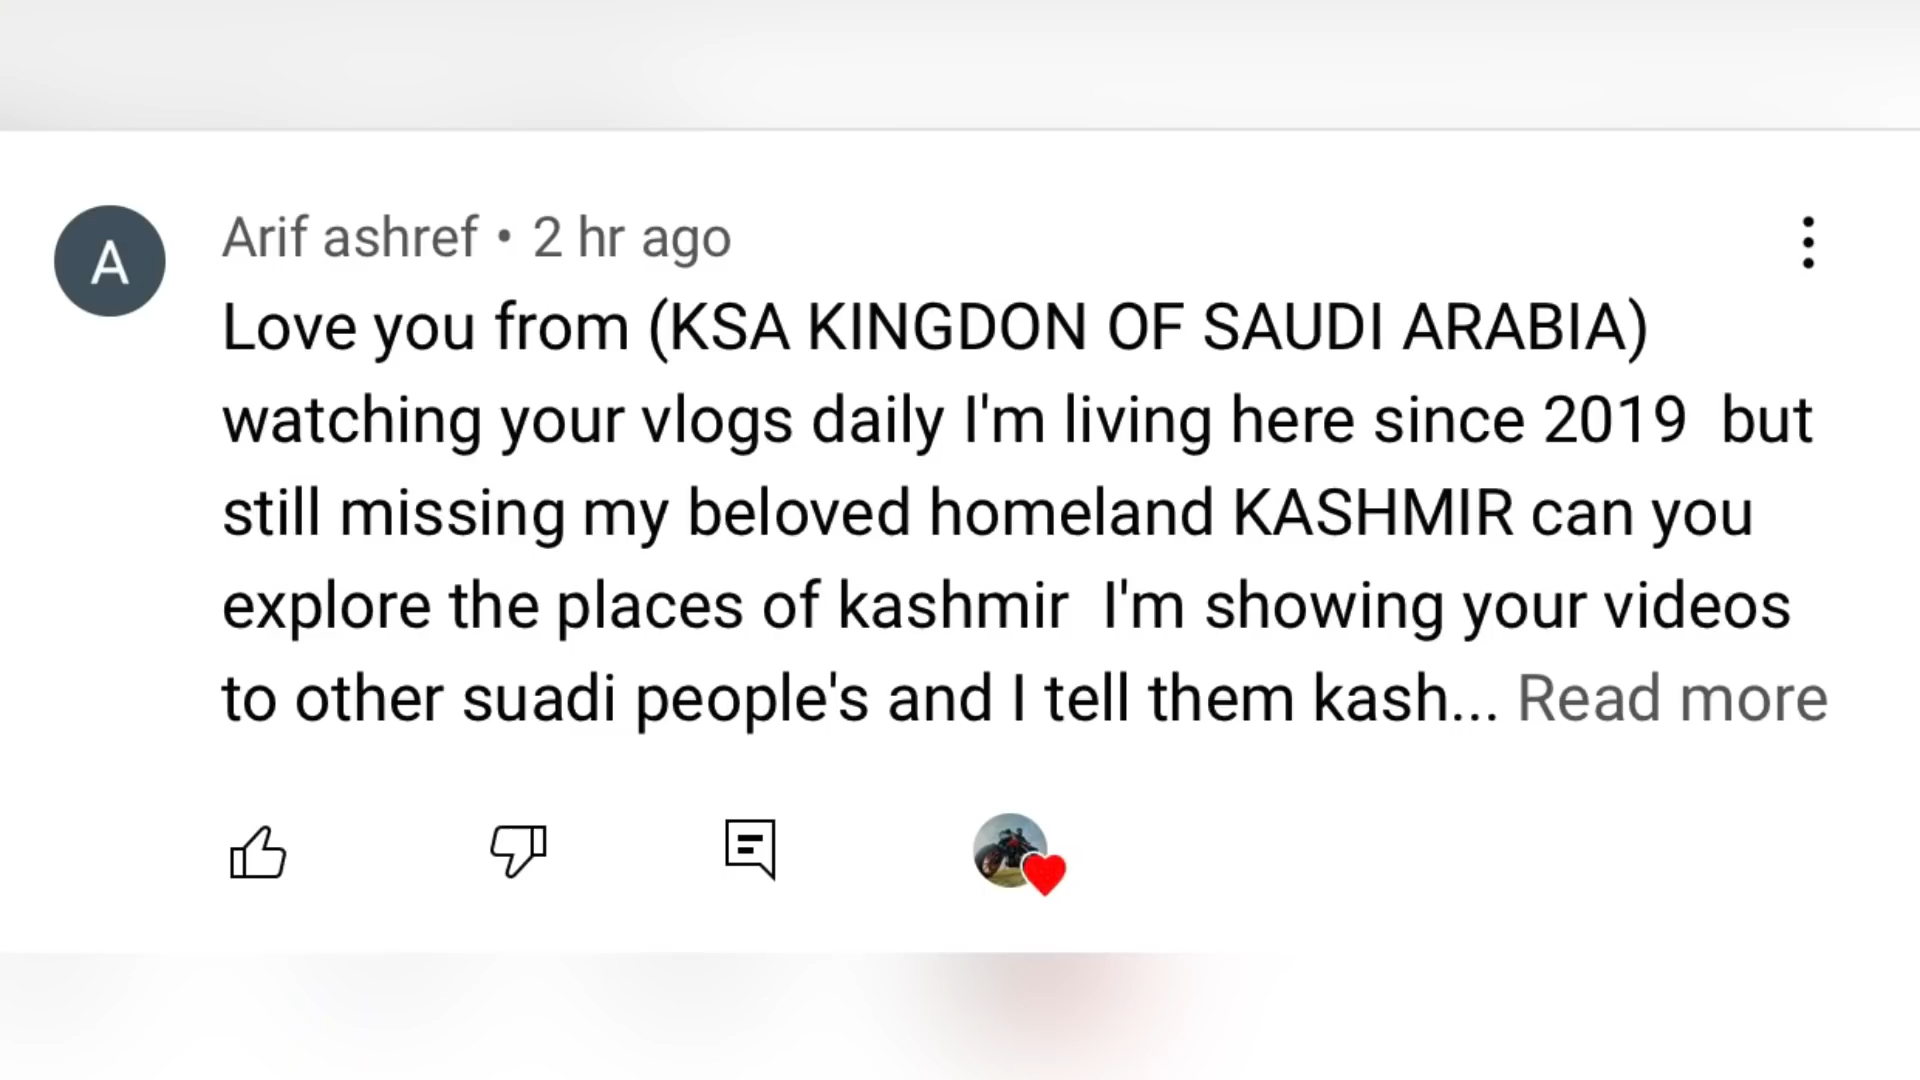 A
Arif ashref • 2 hr ago
Love you from (KSA KINGDON OF SAUDI ARABIA)
watching your vlogs daily I'm living here since 2019  but
still missing my beloved homeland KASHMIR can you
explore the places of kashmir  I'm showing your videos
to other suadi people's and I tell them kash... Read more